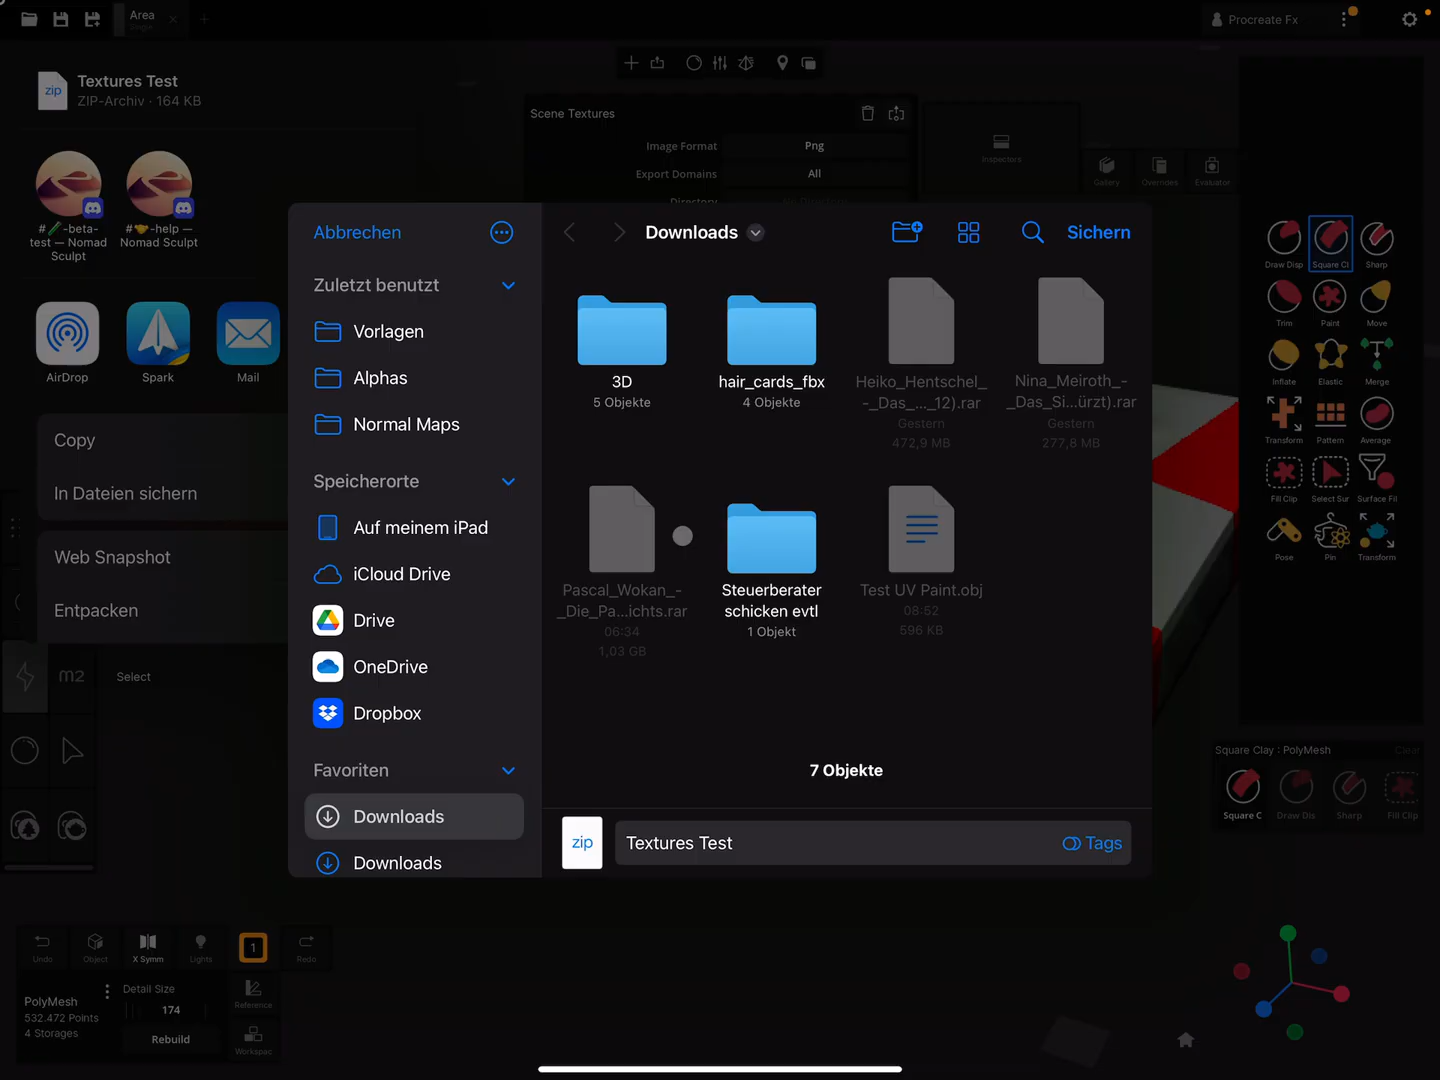 Area
Procreate Fx
zip
Textures Test
ZIP-Archiv · 164 KB
#🧪-beta-
test — Nomad
Sculpt
#🤝-help —
Nomad Sculpt
AirDrop
Spark
Mail
Copy
In Dateien sichern
Web Snapshot
Entpacken
m2
Select
Scene Textures
Image Format
Png
Export Domains
All
Directory
Inspectors
Gallery
Overrides
Evaluator
Abbrechen
Downloads
Sichern
Zuletzt benutzt
Vorlagen
Alphas
Normal Maps
Speicherorte
Auf meinem iPad
iCloud Drive
Drive
OneDrive
Dropbox
Favoriten
Downloads
Downloads
3D
5 Objekte
hair_cards_fbx
4 Objekte
Heiko_Hentschel_
-_Das_..._12).rar
Gestern
472,9 MB
Nina_Meiroth_-
_Das_Si...ürzt).rar
Gestern
277,8 MB
Pascal_Wokan_-
_Die_Pa...ichts.rar
06:34
1,03 GB
Steuerberater
schicken evtl
1 Objekt
Test UV Paint.obj
08:52
596 KB
7 Objekte
zip
Textures Test
Tags
Draw Disp
Square Cl
Sharp
Trim
Paint
Move
Inflate
Elastic
Merge
Transform
Pattern
Average
Fill Clip
Select Sur
Surface Fil
Pose
Pin
Transform
Square Clay : PolyMesh
Clear
Square C
Draw Dis
Sharp
Fill Clip
Undo
Object
X Symm
Lights
1
Redo
PolyMesh
532.472 Points
4 Storages
Detail Size
174
Rebuild
Reference
Workspac